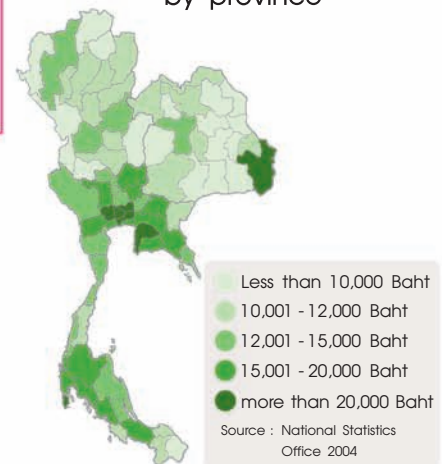 by province
Less than 10,000 Baht
10,001 - 12,000 Baht
12,001 - 15,000 Baht
15,001 - 20,000 Baht
more than 20,000 Baht
Source : National Statistics
Office 2004